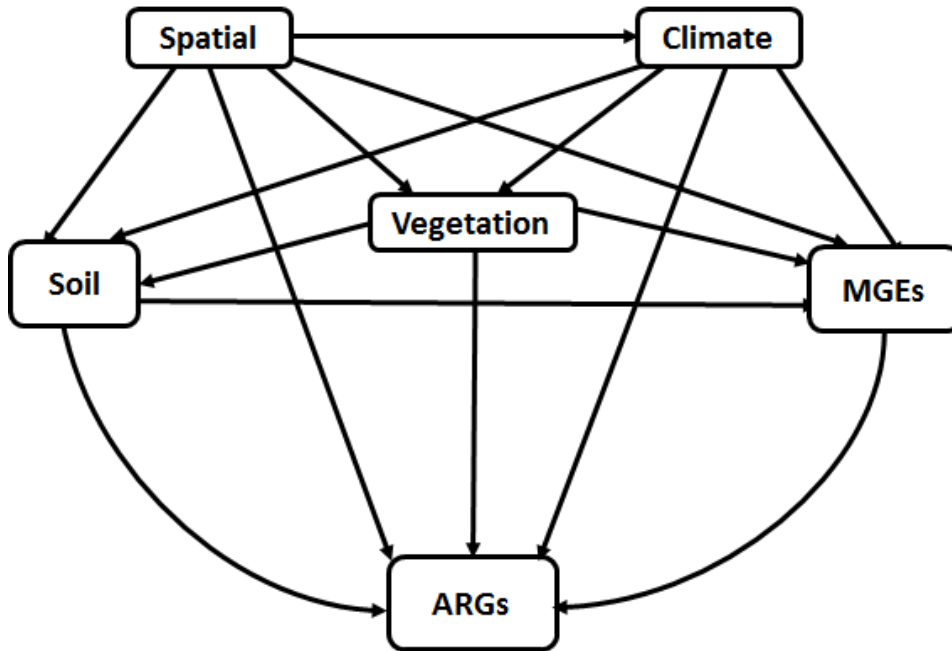 Spatial
Climate
Vegetation
Soil
MGEs
ARGs